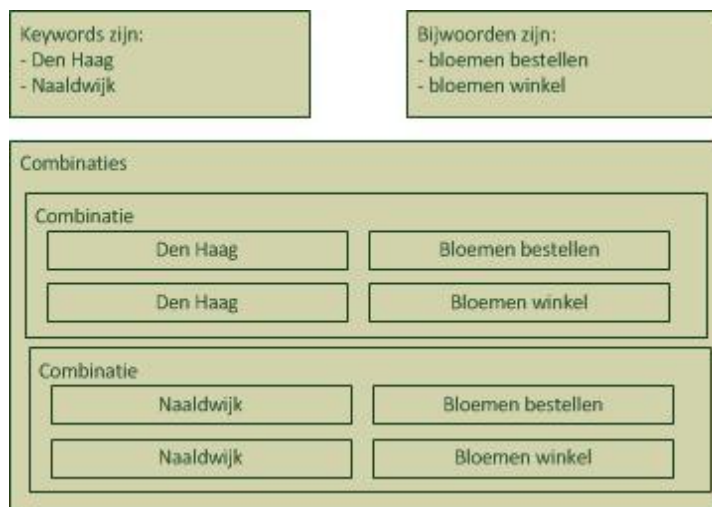 Keywords zijn:
- Den Haag
- Naaldwijk
Bijwoorden zijn:
- bloemen bestellen
- bloemen winkel
Combinaties
Combinatie
Den Haag Bloemen bestellen
Den Haag Bloemen winkel
Combinatie
Naaldwijk Bloemen bestellen
Naaldwijk Bloemen winkel